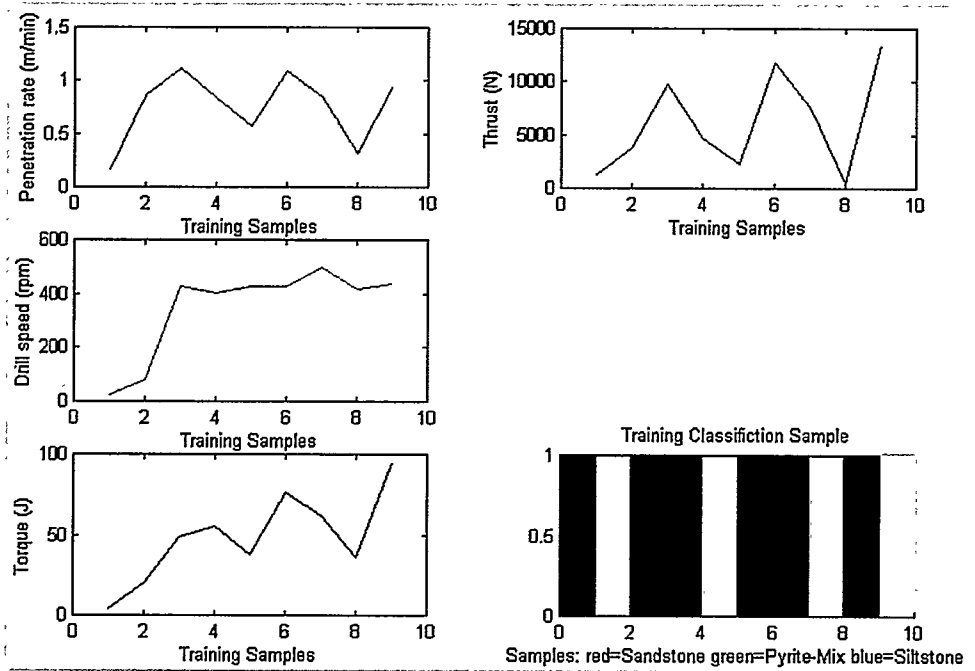 Penetration rate (m/min)
1.5
1
0.5
0
0 2 4 6 8 10
Training Samples
Thrust (N)
15000
10000
5000
0
0 2 4 6 8 10
Training Samples
Drill speed (rpm)
600
400
200
0
0 2 4 6 8 10
Training Samples
Torque (J)
100
50
0
0 2 4 6 8 10
Training Samples
Training Classifiction Sample
1
0.5
0
0 2 4 6 8 10
Samples: red=Sandstone green=Pyrite-Mix blue=Siltstone